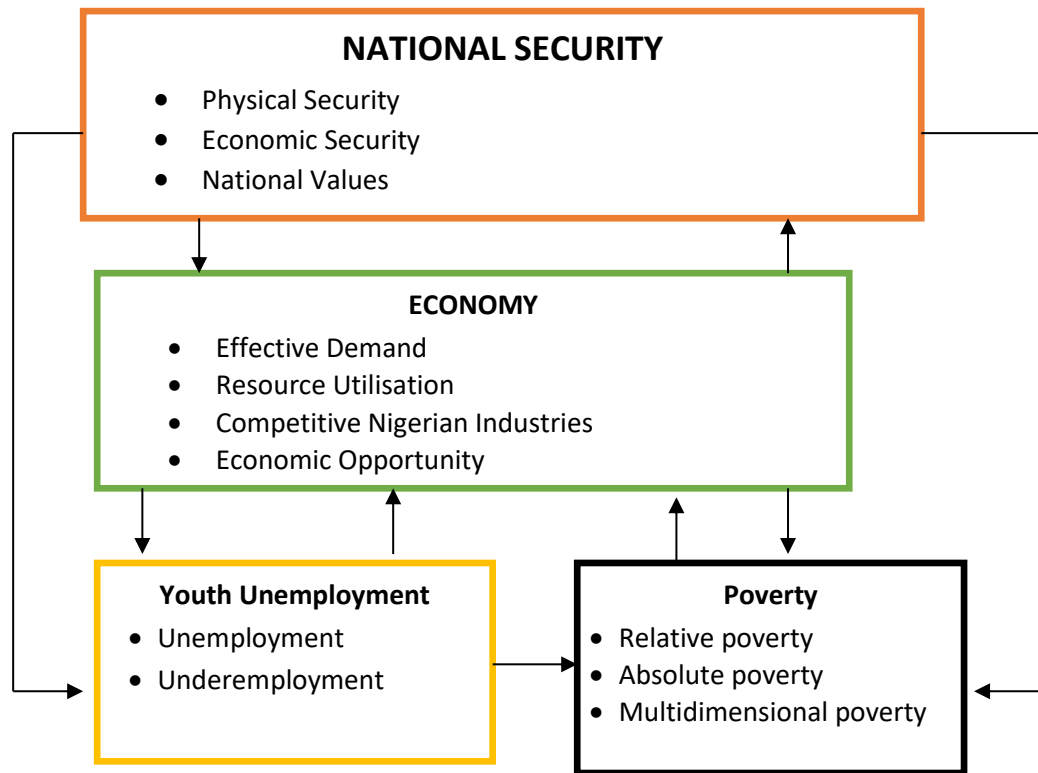 NATIONAL SECURITY
• Physical Security
• Economic Security
• National Values
ECONOMY
• Effective Demand
• Resource Utilisation
• Competitive Nigerian Industries
• Economic Opportunity
Youth Unemployment
• Unemployment
• Underemployment
Poverty
• Relative poverty
• Absolute poverty
• Multidimensional poverty